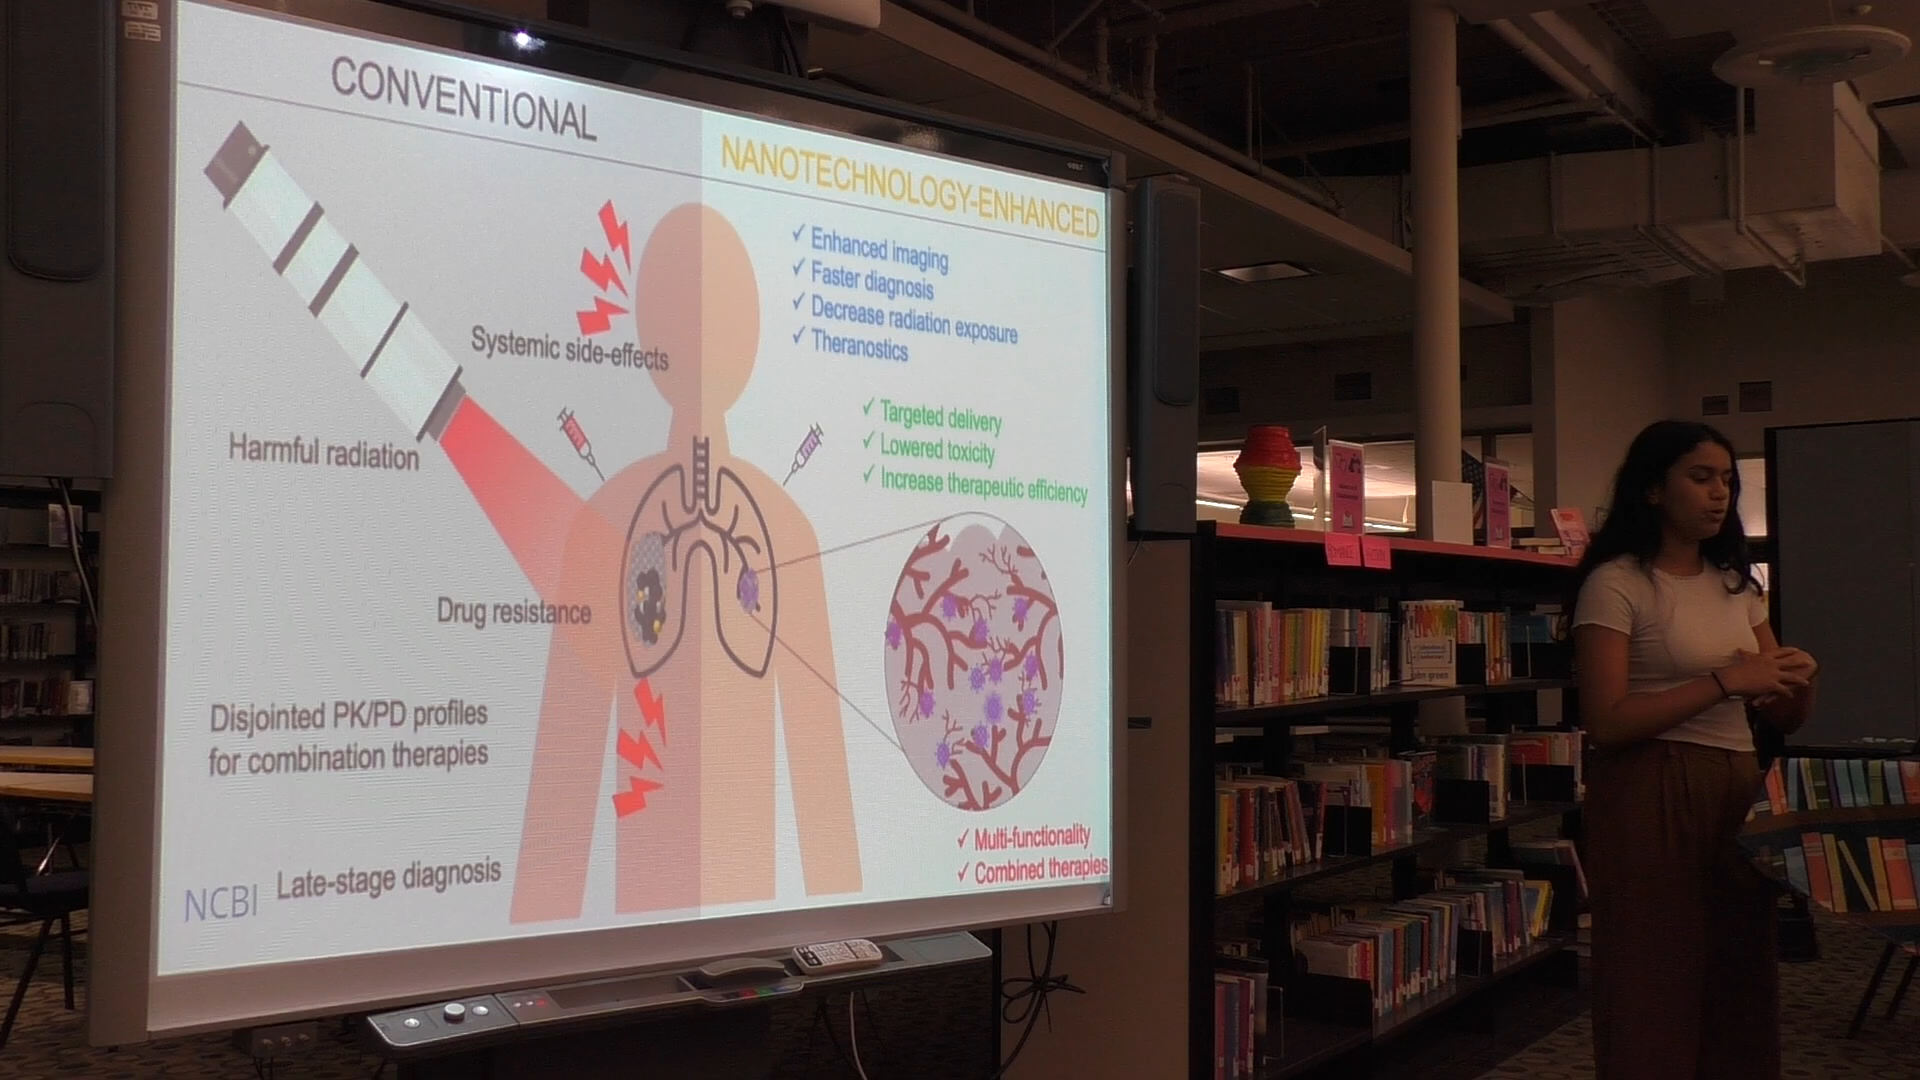 CONVENTIONAL
NANOTECHNOLOGY-ENHANCED
✓ Enhanced imaging
✓ Faster diagnosis
✓ Decrease radiation exposure
✓ Theranostics
Systemic side-effects
✓ Targeted delivery
✓ Lowered toxicity
✓ Increase therapeutic efficiency
Harmful radiation
Drug resistance
Disjointed PK/PD profiles
for combination therapies
✓ Multi-functionality
✓ Combined therapies
NCBI
Late-stage diagnosis
john green